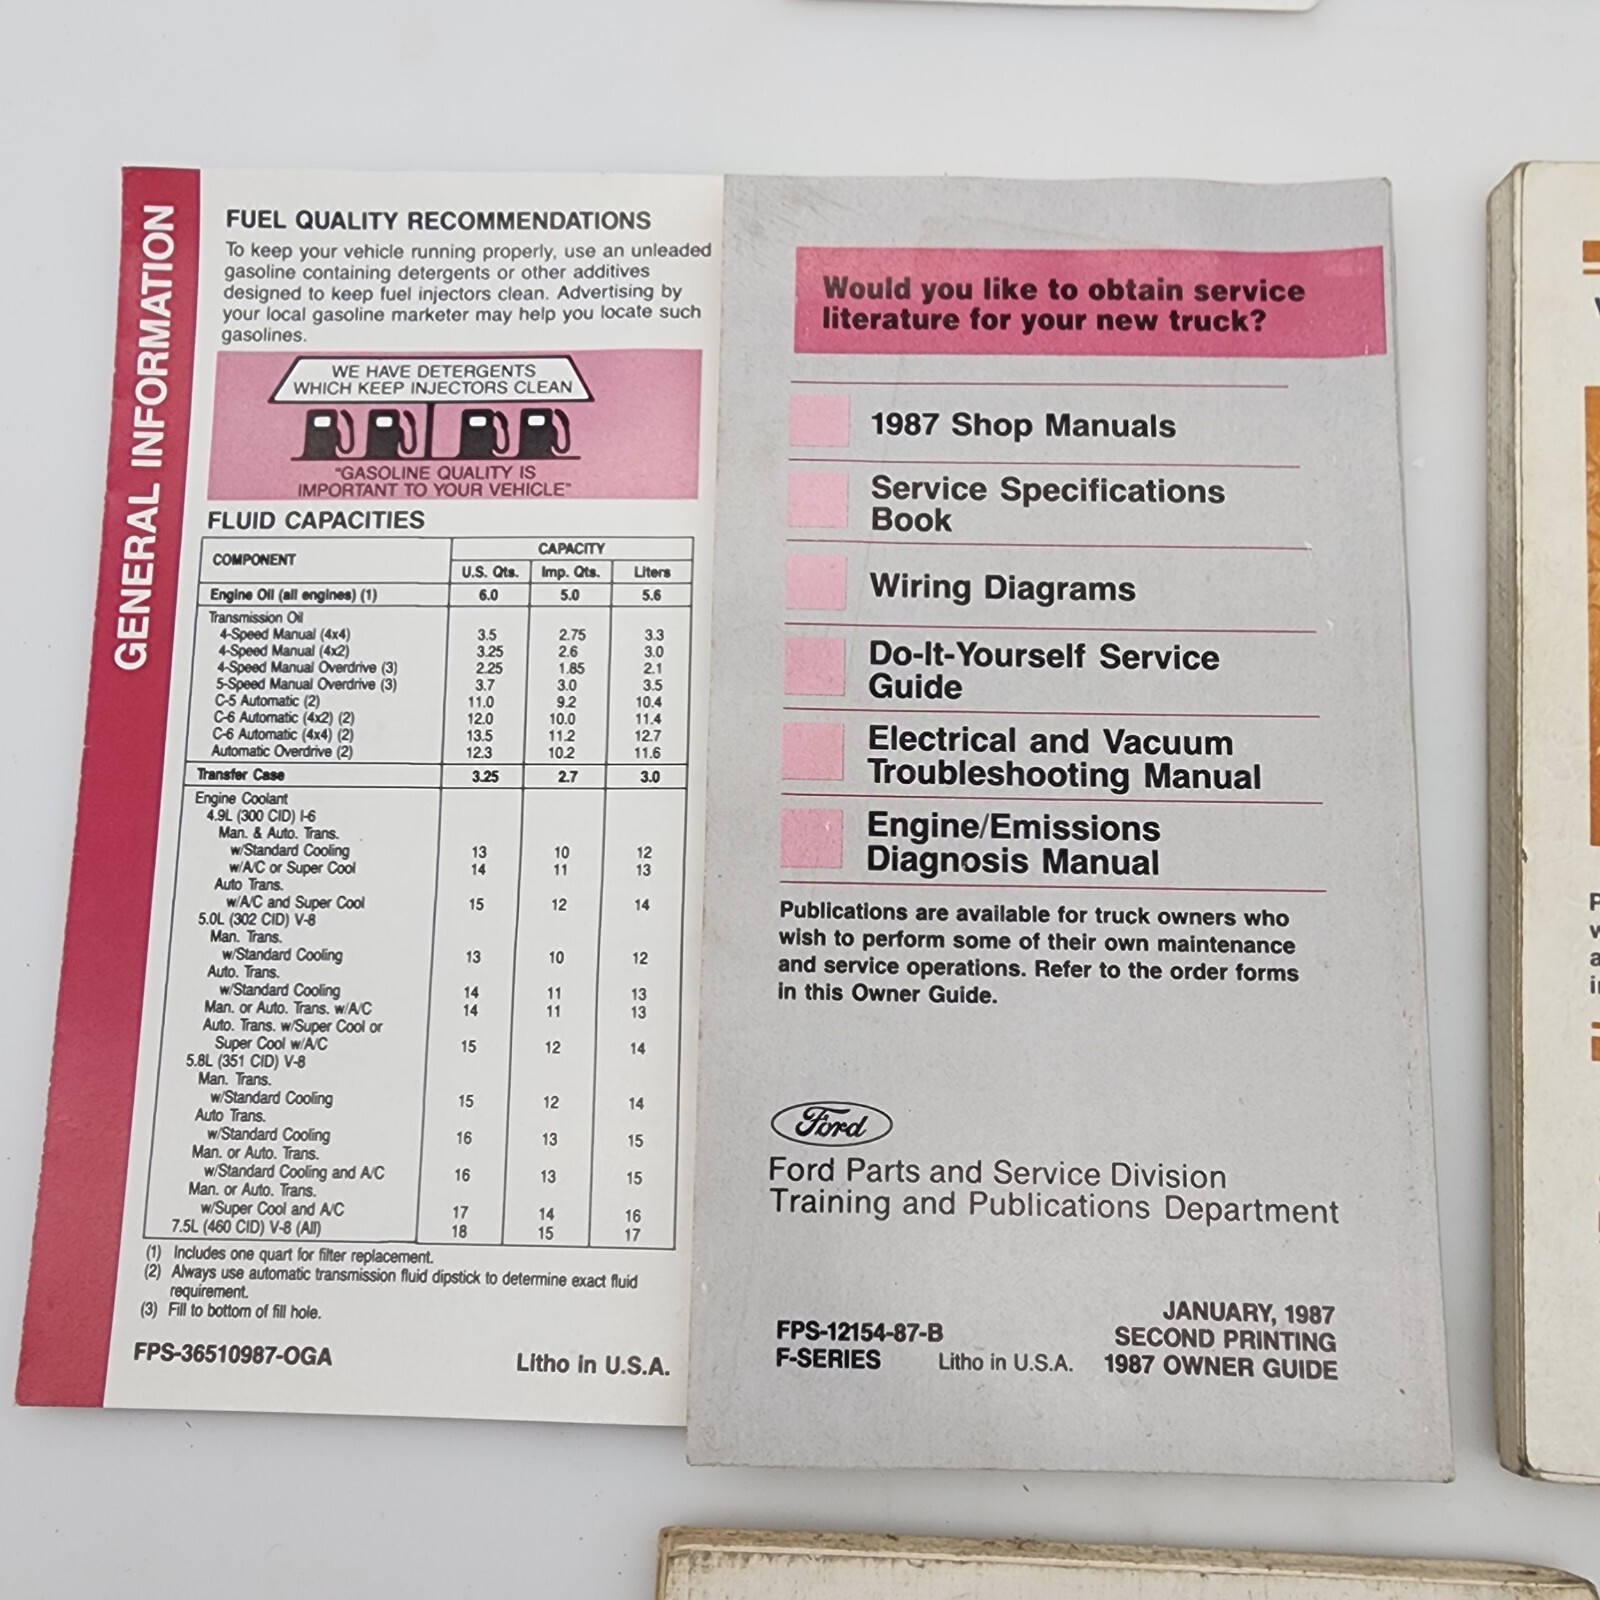 GENERAL INFORMATION
FUEL QUALITY RECOMMENDATIONS
To keep your vehicle running properly, use an unleaded
gasoline containing detergents or other additives
designed to keep fuel injectors clean. Advertising by
your local gasoline marketer may help you locate such
gasolines.
WE HAVE DETERGENTS
WHICH KEEP INJECTORS CLEAN
"GASOLINE QUALITY IS
IMPORTANT TO YOUR VEHICLE"
FLUID CAPACITIES
COMPONENT CAPACITY
U.S. Qts. Imp. Qts. Liters
Engine Oil (all engines) (1) 6.0 5.0 5.6
Transmission Oil
4-Speed Manual (4x4) 3.5 2.75 3.3
4-Speed Manual (4x2) 3.25 2.6 3.0
4-Speed Manual Overdrive (3) 2.25 1.85 2.1
5-Speed Manual Overdrive (3) 3.7 3.0 3.5
C-5 Automatic (2) 11.0 9.2 10.4
C-6 Automatic (4x2) (2) 12.0 10.0 11.4
C-6 Automatic (4x4) (2) 13.5 11.2 12.7
Automatic Overdrive (2) 12.3 10.2 11.6
Transfer Case 3.25 2.7 3.0
Engine Coolant
4.9L (300 CID) I-6
Man. & Auto. Trans.
w/Standard Cooling 13 10 12
w/A/C or Super Cool 14 11 13
Auto Trans.
w/A/C and Super Cool 15 12 14
5.0L (302 CID) V-8
Man. Trans.
w/Standard Cooling 13 10 12
Auto. Trans.
w/Standard Cooling 14 11 13
Man. or Auto. Trans. w/A/C 14 11 13
Auto. Trans. w/Super Cool or
Super Cool w/A/C 15 12 14
5.8L (351 CID) V-8
Man. Trans.
w/Standard Cooling 15 12 14
Auto Trans.
w/Standard Cooling 16 13 15
Man. or Auto. Trans.
w/Standard Cooling and A/C 16 13 15
Man. or Auto. Trans.
w/Super Cool and A/C 17 14 16
7.5L (460 CID) V-8 (All) 18 15 17
(1) Includes one quart for filter replacement.
(2) Always use automatic transmission fluid dipstick to determine exact fluid
requirement.
(3) Fill to bottom of fill hole.
FPS-36510987-OGA Litho in U.S.A.
Would you like to obtain service
literature for your new truck?
1987 Shop Manuals
Service Specifications
Book
Wiring Diagrams
Do-It-Yourself Service
Guide
Electrical and Vacuum
Troubleshooting Manual
Engine/Emissions
Diagnosis Manual
Publications are available for truck owners who
wish to perform some of their own maintenance
and service operations. Refer to the order forms
in this Owner Guide.
Ford
Ford Parts and Service Division
Training and Publications Department
JANUARY, 1987
FPS-12154-87-B SECOND PRINTING
F-SERIES Litho in U.S.A. 1987 OWNER GUIDE